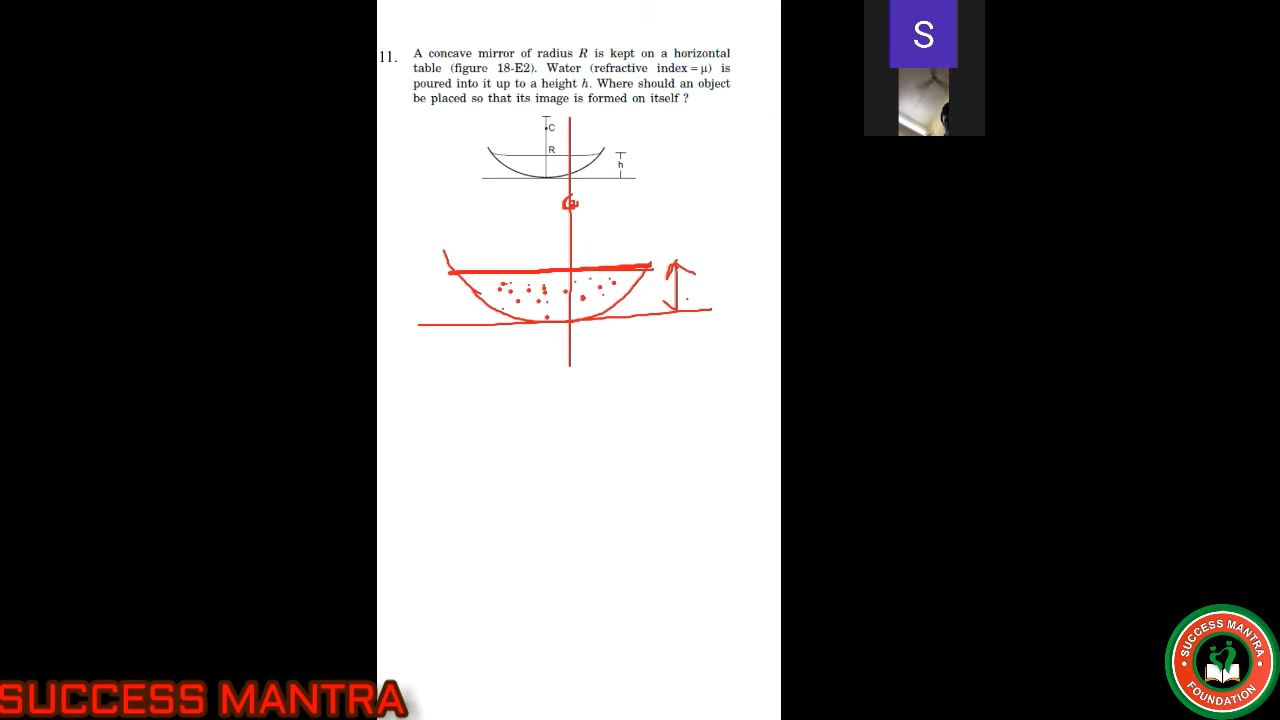 S
11. A concave mirror of radius R is kept on a horizontal
table (figure 18-E2). Water (refractive index = μ) is
poured into it up to a height h. Where should an object
be placed so that its image is formed on itself ?
C
R
h
SUCCESS MANTRA
FOUNDATION
SUCCESS MANTRA